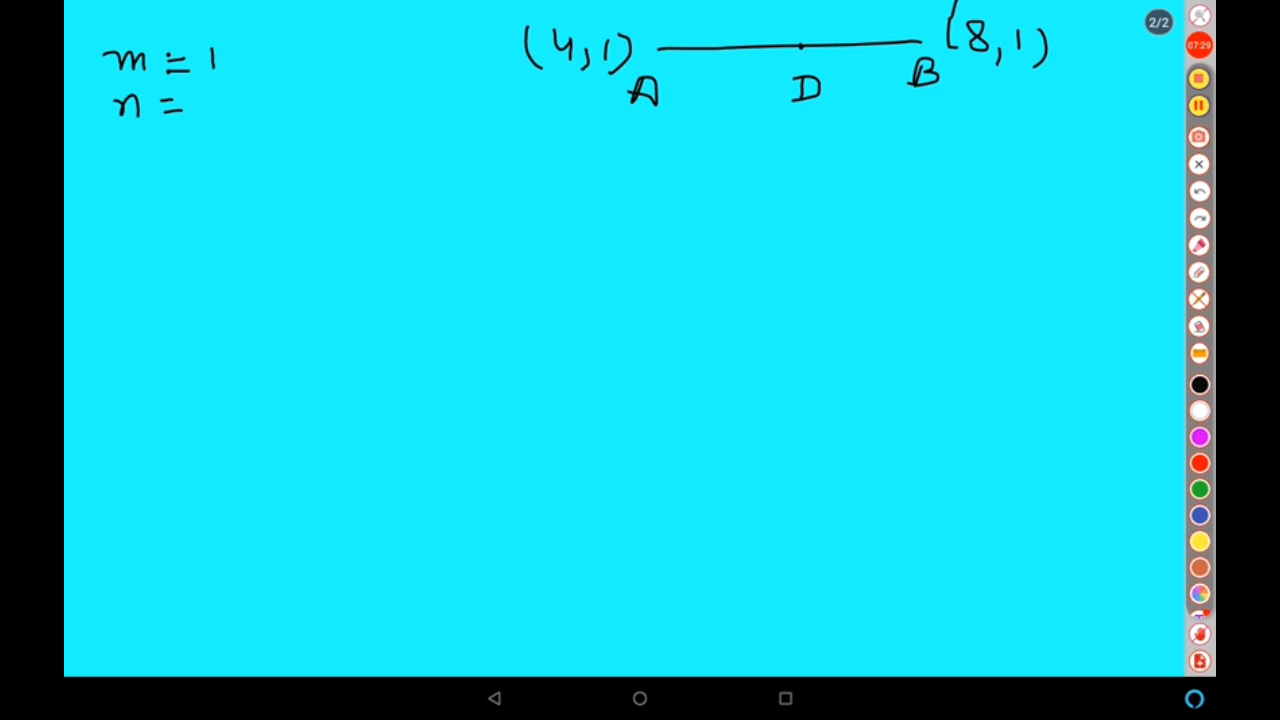 m = 1 (4,1) (8,1)
n = A D B
2/2
07:29